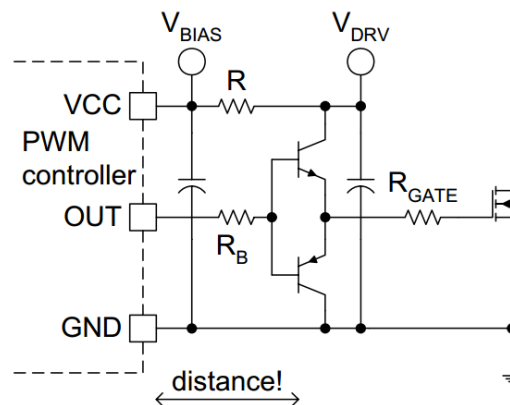 VBIAS
VDRV
R
VCC
PWM
controller
RGATE
OUT
RB
GND
distance!